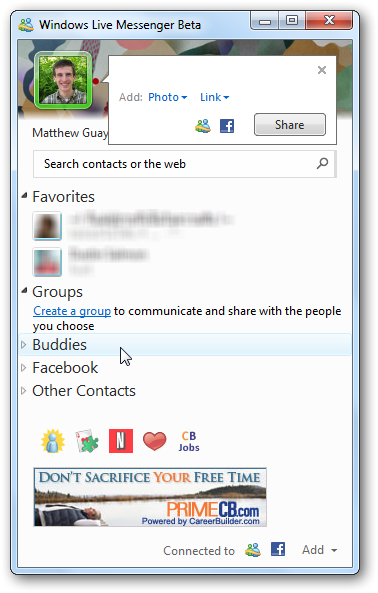 Windows Live Messenger Beta
Add: Photo Link
Share
Matthew Guay
Search contacts or the web
Favorites
Groups
Create a group to communicate and share with the people
you choose
Buddies
Facebook
Other Contacts
N
CB
Jobs
DON'T SACRIFICE YOUR FREE TIME
PRIMECB.com
Powered by CareerBuilder.com
Connected to
Add